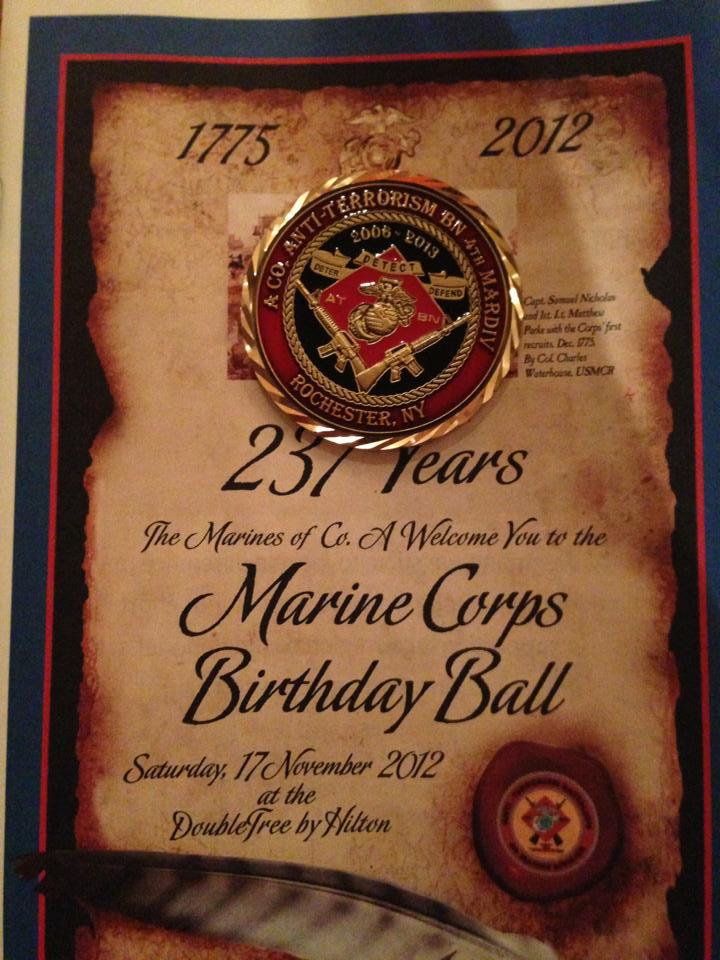 1775 2012
A CO. ANTI-TERRORISM BN 4TH MARDIV
2006 - 2013
DETER DETECT DEFEND
AT BN
ROCHESTER, NY
Capt. Samuel Nicholas
and 1st. Lt. Matthew
Parke with the Corps' first
recruits, Dec. 1775.
By Col. Charles
Waterhouse, USMCR
237 Years
The Marines of Co. A Welcome You to the
Marine Corps
Birthday Ball
Saturday, 17 November 2012
at the
DoubleTree by Hilton